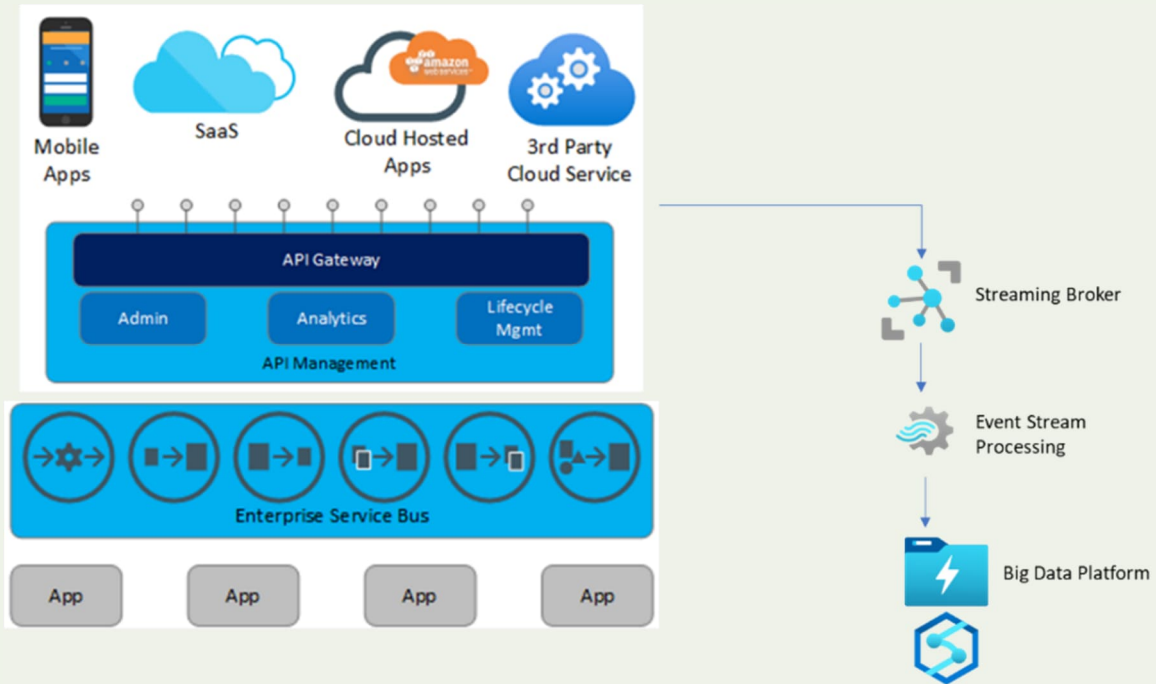 Mobile
Apps
SaaS
amazon
web services™
Cloud Hosted
Apps
3rd Party
Cloud Service
API Gateway
Admin
Analytics
Lifecycle
Mgmt
API Management
Enterprise Service Bus
App
App
App
App
Streaming Broker
Event Stream
Processing
Big Data Platform